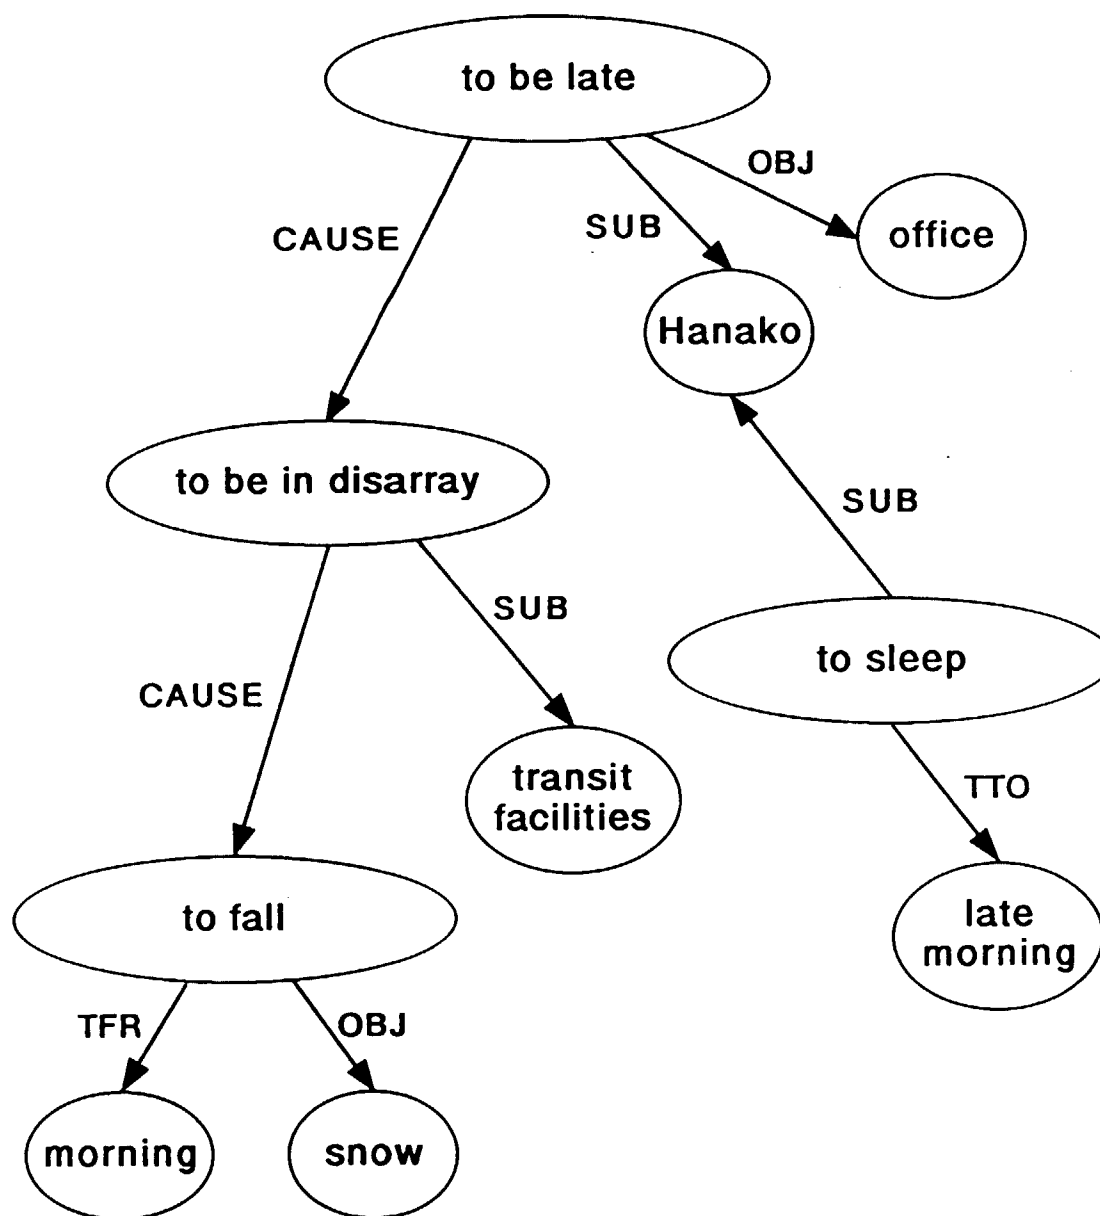 to be late
OBJ
SUB
office
CAUSE
Hanako
to be in disarray
SUB
SUB
to sleep
CAUSE
transit
facilities
TTO
to fall
late
morning
TFR
OBJ
morning
snow